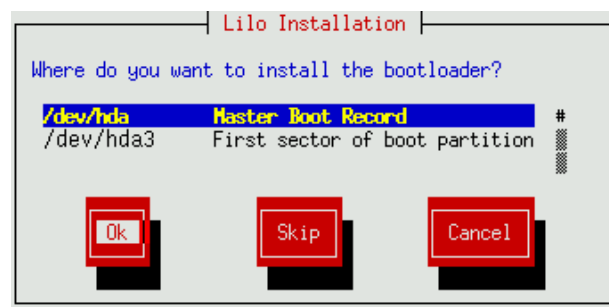 Lilo Installation
Where do you want to install the bootloader?
/dev/hda Master Boot Record #
/dev/hda3 First sector of boot partition
Ok Skip Cancel